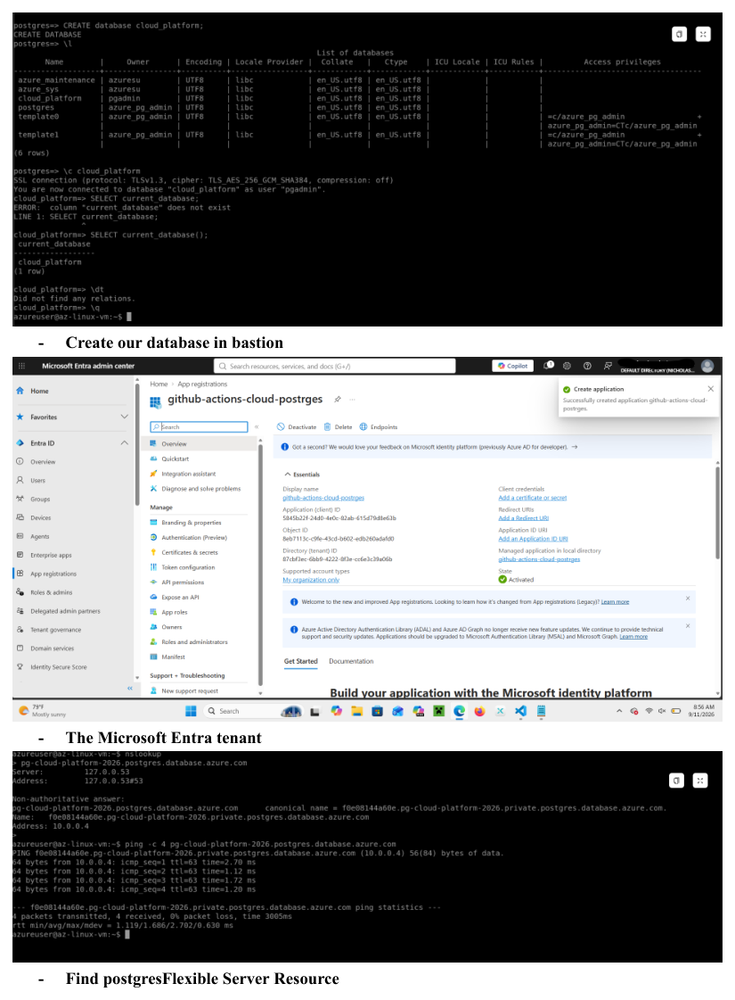 postgres=> CREATE database cloud_platform;
CREATE DATABASE
postgres=> \l
List of databases
Name | Owner | Encoding | Locale Provider | Collate | Ctype | ICU Locale | ICU Rules | Access privileges
azure_maintenance | azuresu | UTF8 | libc | en_US.utf8 | en_US.utf8 | | |
azure_sys | azuresu | UTF8 | libc | en_US.utf8 | en_US.utf8 | | |
cloud_platform | pgadmin | UTF8 | libc | en_US.utf8 | en_US.utf8 | | |
postgres | azure_pg_admin | UTF8 | libc | en_US.utf8 | en_US.utf8 | | |
template0 | azure_pg_admin | UTF8 | libc | en_US.utf8 | en_US.utf8 | | | =c/azure_pg_admin +
| | | | | | | | azure_pg_admin=CTc/azure_pg_admin
template1 | azure_pg_admin | UTF8 | libc | en_US.utf8 | en_US.utf8 | | | =c/azure_pg_admin +
| | | | | | | | azure_pg_admin=CTc/azure_pg_admin
(6 rows)
postgres=> \c cloud_platform
SSL connection (protocol: TLSv1.3, cipher: TLS_AES_256_GCM_SHA384, compression: off)
You are now connected to database "cloud_platform" as user "pgadmin".
cloud_platform=> SELECT current_database;
ERROR: column "current_database" does not exist
LINE 1: SELECT current_database;
^
cloud_platform=> SELECT current_database();
current_database
------------------
cloud_platform
(1 row)
cloud_platform=> \dt
Did not find any relations.
cloud_platform=> \q
azureuser@az-linux-vm:~$
- Create our database in bastion
Microsoft Entra admin center
Search resources, services, and docs (G+/)
Copilot
1
DEFAULT DIRECTORY (NICHOLAS...
Home
Favorites
Entra ID
Overview
Users
Groups
Devices
Agents
Enterprise apps
App registrations
Roles & admins
Delegated admin partners
Tenant governance
Domain services
Identity Secure Score
Home > App registrations
github-actions-cloud-postrges
Search
Overview
Quickstart
Integration assistant
Diagnose and solve problems
Manage
Branding & properties
Authentication (Preview)
Certificates & secrets
Token configuration
API permissions
Expose an API
App roles
Owners
Roles and administrators
Manifest
Support + Troubleshooting
New support request
Create application
Successfully created application github-actions-cloud-postrges.
Deactivate Delete Endpoints
Got a second? We would love your feedback on Microsoft identity platform (previously Azure AD for developer).
Essentials
Display name
github-actions-cloud-postrges
Application (client) ID
5845b22f-24d0-4e0c-82ab-615d79d8e63b
Object ID
8eb7113c-c9fe-43cd-b602-edb260adafd0
Directory (tenant) ID
87cbf3ec-6bb9-4222-8f3e-cc6e3c39a06b
Supported account types
My organization only
Client credentials
Add a certificate or secret
Redirect URIs
Add a Redirect URI
Application ID URI
Add an Application ID URI
Managed application in local directory
github-actions-cloud-postrges
State
Activated
Welcome to the new and improved App registrations. Looking to learn how it's changed from App registrations (Legacy)? Learn more
Azure Active Directory Authentication Library (ADAL) and Azure AD Graph no longer receive new feature updates. We continue to provide technical
support and security updates. Applications should be upgraded to Microsoft Authentication Library (MSAL) and Microsoft Graph. Learn more
Get Started Documentation
Build your application with the Microsoft identity platform
79°F
Mostly sunny
Search
8:56 AM
9/11/2026
- The Microsoft Entra tenant
azureuser@az-linux-vm:~$ nslookup
> pg-cloud-platform-2026.postgres.database.azure.com
Server: 127.0.0.53
Address: 127.0.0.53#53
Non-authoritative answer:
pg-cloud-platform-2026.postgres.database.azure.com canonical name = f0e08144a60e.pg-cloud-platform-2026.private.postgres.database.azure.com.
Name: f0e08144a60e.pg-cloud-platform-2026.private.postgres.database.azure.com
Address: 10.0.0.4
>
azureuser@az-linux-vm:~$ ping -c 4 pg-cloud-platform-2026.postgres.database.azure.com
PING f0e08144a60e.pg-cloud-platform-2026.private.postgres.database.azure.com (10.0.0.4) 56(84) bytes of data.
64 bytes from 10.0.0.4: icmp_seq=1 ttl=63 time=2.70 ms
64 bytes from 10.0.0.4: icmp_seq=2 ttl=63 time=1.12 ms
64 bytes from 10.0.0.4: icmp_seq=3 ttl=63 time=1.72 ms
64 bytes from 10.0.0.4: icmp_seq=4 ttl=63 time=1.20 ms
--- f0e08144a60e.pg-cloud-platform-2026.private.postgres.database.azure.com ping statistics ---
4 packets transmitted, 4 received, 0% packet loss, time 3005ms
rtt min/avg/max/mdev = 1.119/1.686/2.702/0.630 ms
azureuser@az-linux-vm:~$
- Find postgresFlexible Server Resource